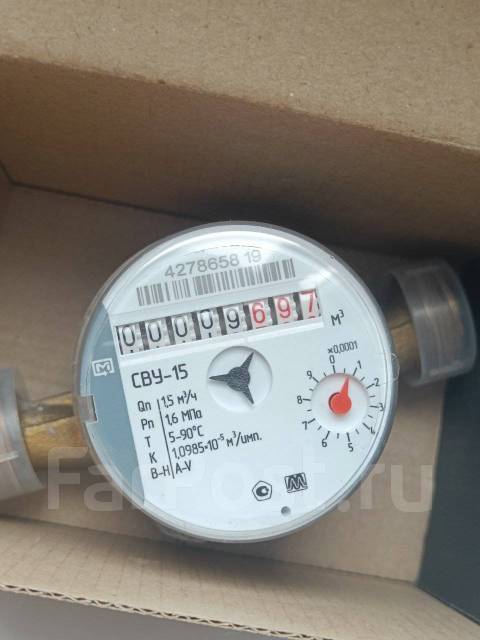 4278658 19
00009697 м³
×0,0001
0 1 2 3 4 5 6 7 8 9
СВУ-15
Qn 1,5 м³/ч
Pn 1,6 МПа
T 5-90°C
K 1,0985*10⁻⁵ м³/имп.
B-H A-V
FarPost.ru